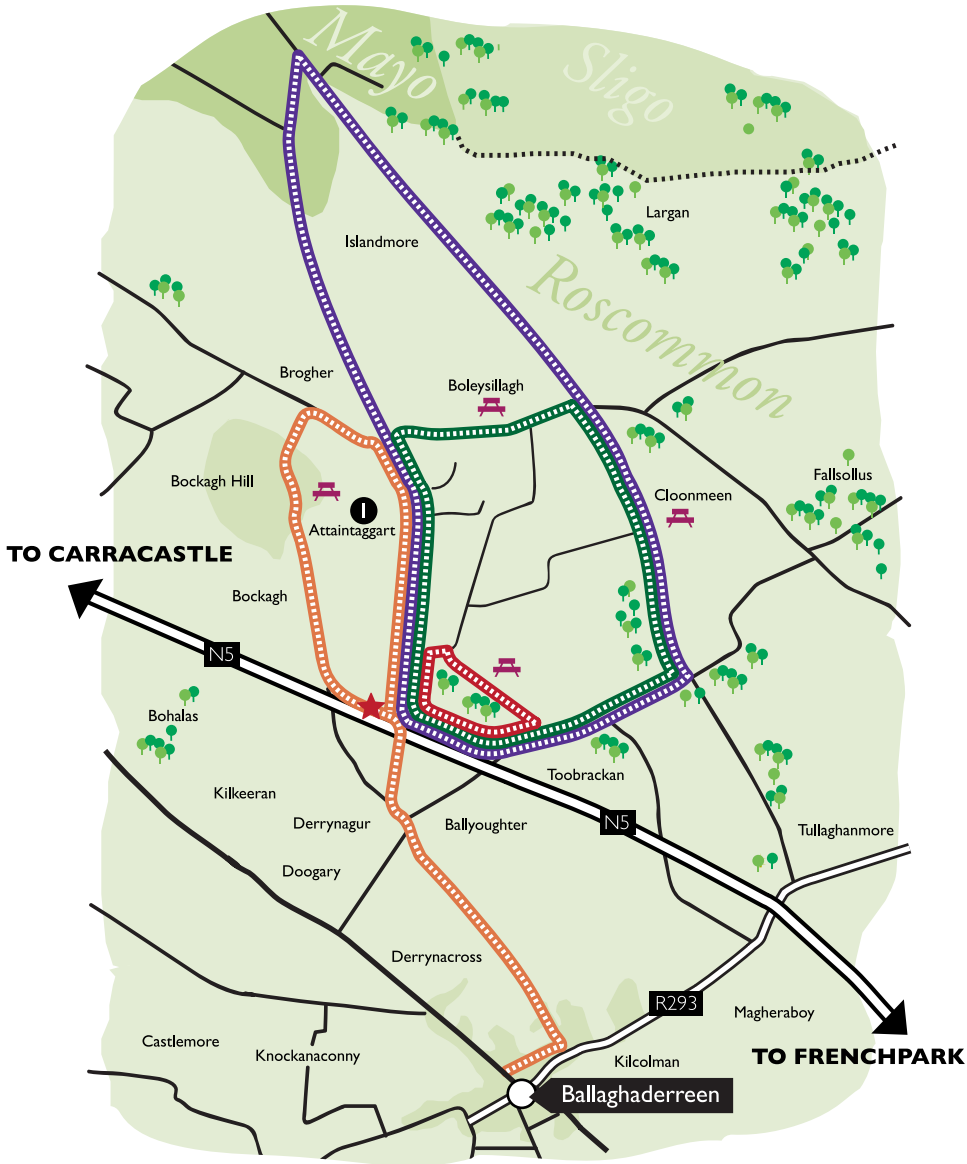 Mayo
Sligo
Largan
Islandmore
Roscommon
Brogher
Boleysillagh
Bockagh Hill
Cloonmeen
Fallsollus
I
Attaintaggart
TO CARRACASTLE
Bockagh
N5
Bohalas
Toobrackan
Kilkeeran
Derrynagur
Ballyoughter
N5
Tullaghanmore
Doogary
Derrynacross
R293
Magheraboy
Castlemore
Knockanaconny
Kilcolman
TO FRENCHPARK
Ballaghaderreen